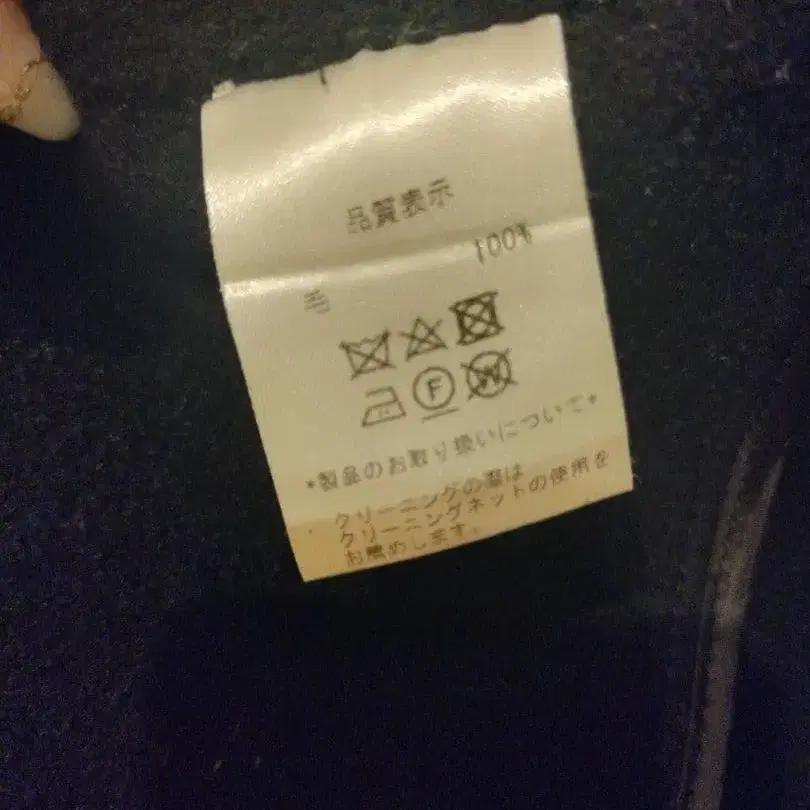 品質表示
毛 100%
F
W
*製品のお取り扱いについて*
クリーニングの際は
クリーニングネットの使用を
お薦めします。